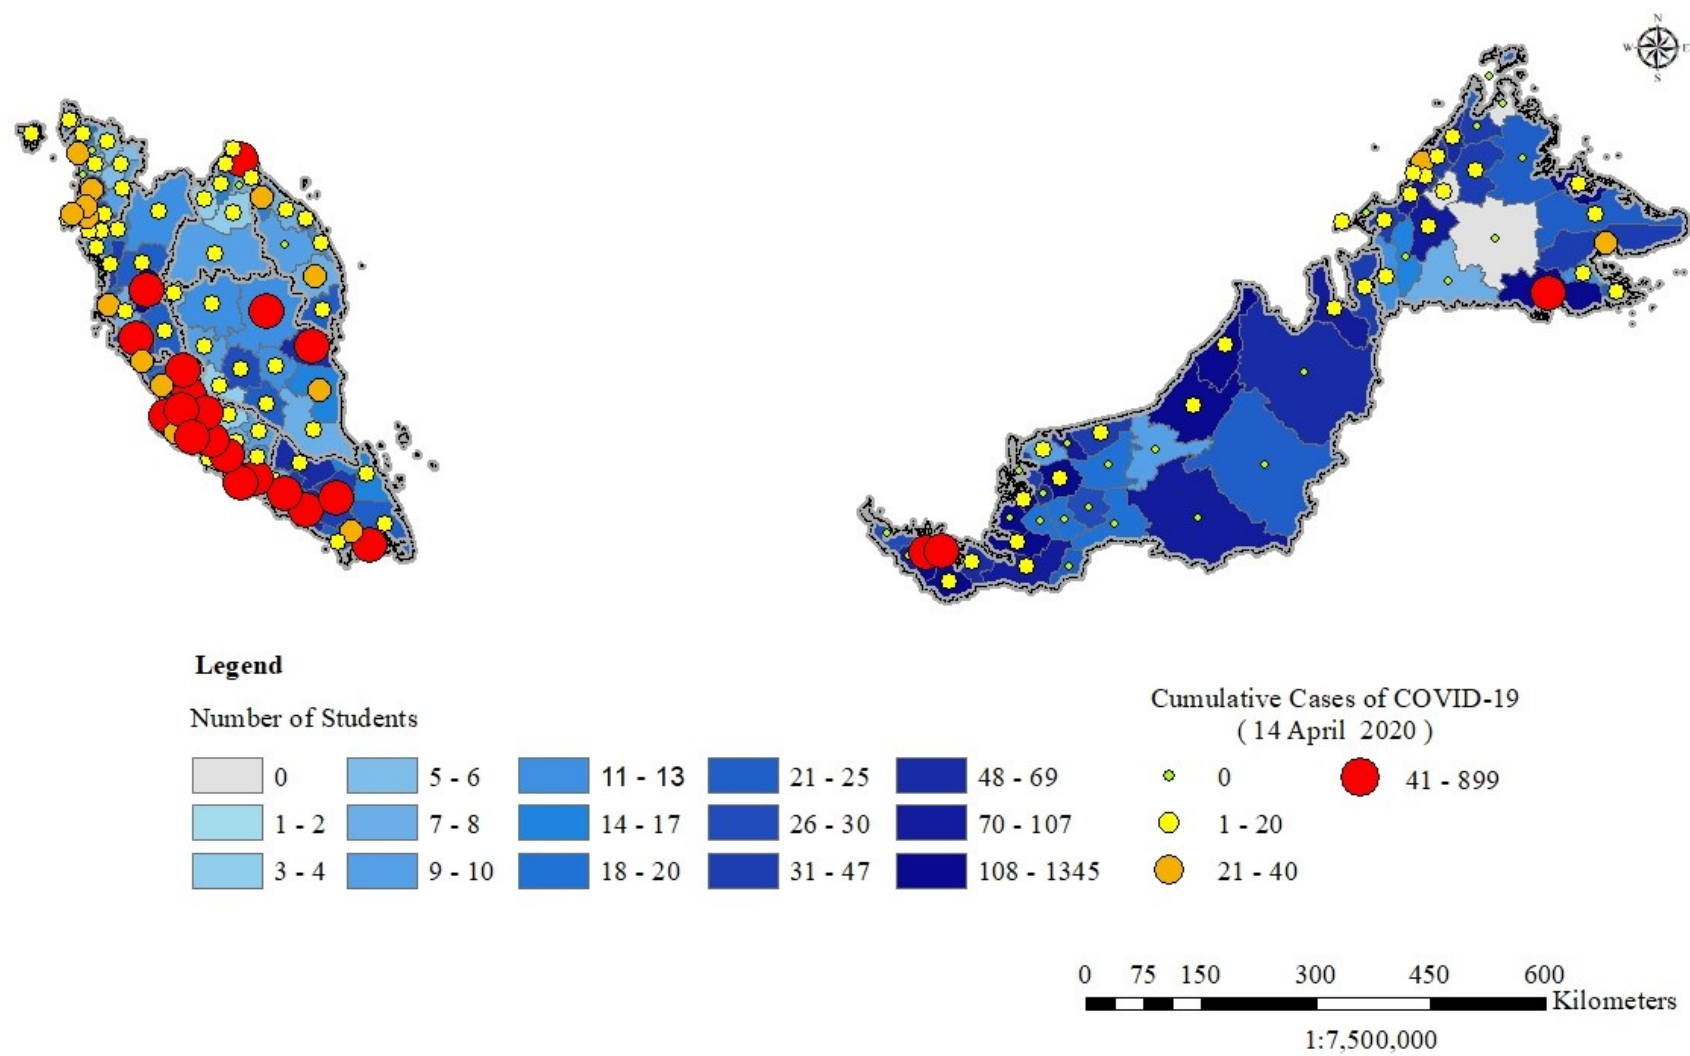 N
W E
S
Legend
Number of Students
0
1 - 2
3 - 4
5 - 6
7 - 8
9 - 10
11 - 13
14 - 17
18 - 20
21 - 25
26 - 30
31 - 47
48 - 69
70 - 107
108 - 1345
Cumulative Cases of COVID-19
( 14 April 2020 )
0
1 - 20
21 - 40
41 - 899
0 75 150 300 450 600
Kilometers
1:7,500,000